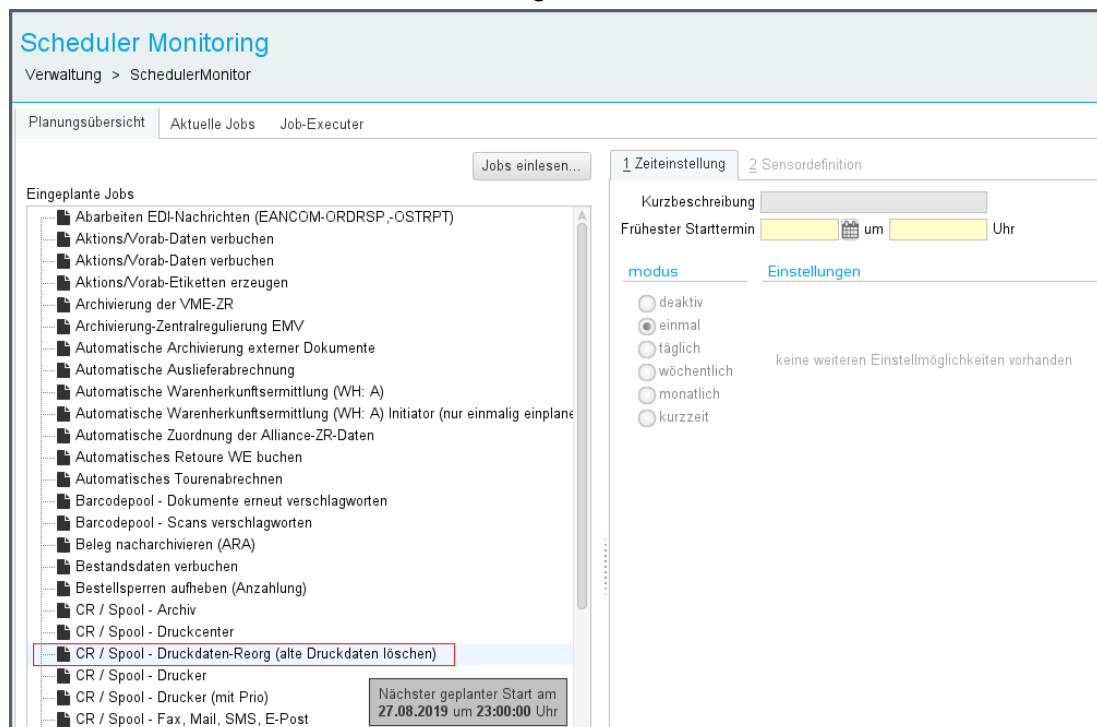 Scheduler Monitoring
Verwaltung > SchedulerMonitor
Planungsübersicht Aktuelle Jobs Job-Executer
Jobs einlesen...
Eingeplante Jobs
Abarbeiten EDI-Nachrichten (EANCOM-ORDRSP,-OSTRPT)
Aktions/Vorab-Daten verbuchen
Aktions/Vorab-Daten verbuchen
Aktions/Vorab-Etiketten erzeugen
Archivierung der VME-ZR
Archivierung-Zentralregulierung EMV
Automatische Archivierung externer Dokumente
Automatische Auslieferabrechnung
Automatische Warenherkunftsermittlung (WH: A)
Automatische Warenherkunftsermittlung (WH: A) Initiator (nur einmalig einplane
Automatische Zuordnung der Alliance-ZR-Daten
Automatisches Retoure WE buchen
Automatisches Tourenabrechnen
Barcodepool - Dokumente erneut verschlagworten
Barcodepool - Scans verschlagworten
Beleg nacharchivieren (ARA)
Bestandsdaten verbuchen
Bestellsperren aufheben (Anzahlung)
CR / Spool - Archiv
CR / Spool - Druckcenter
CR / Spool - Druckdaten-Reorg (alte Druckdaten löschen)
CR / Spool - Drucker
CR / Spool - Drucker (mit Prio)
CR / Spool - Fax, Mail, SMS, E-Post
Nächster geplanter Start am
27.08.2019 um 23:00:00 Uhr
1 Zeiteinstellung 2 Sensordefinition
Kurzbeschreibung
Frühester Starttermin um Uhr
modus Einstellungen
deaktiv
einmal
täglich
wöchentlich
monatlich
kurzzeit
keine weiteren Einstellmöglichkeiten vorhanden